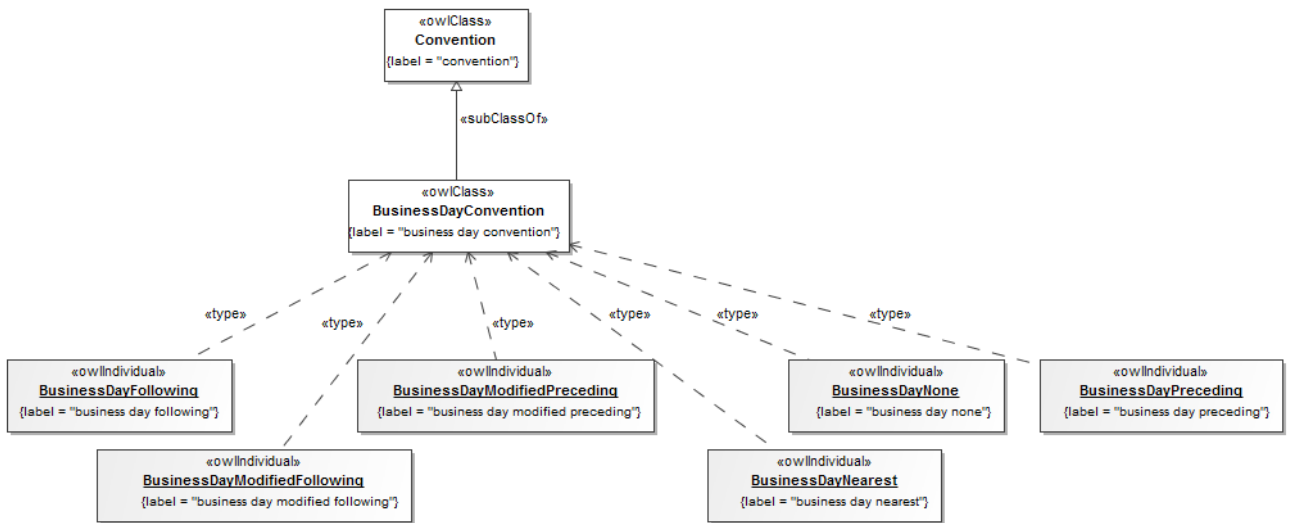 «owlClass»
Convention
{label = "convention"}
«subClassOf»
«owlClass»
BusinessDayConvention
{label = "business day convention"}
«type»
«type»
«type»
«type»
«type»
«type»
«owlIndividual»
BusinessDayFollowing
{label = "business day following"}
«owlIndividual»
BusinessDayModifiedPreceding
{label = "business day modified preceding"}
«owlIndividual»
BusinessDayNone
{label = "business day none"}
«owlIndividual»
BusinessDayPreceding
{label = "business day preceding"}
«owlIndividual»
BusinessDayModifiedFollowing
{label = "business day modified following"}
«owlIndividual»
BusinessDayNearest
{label = "business day nearest"}